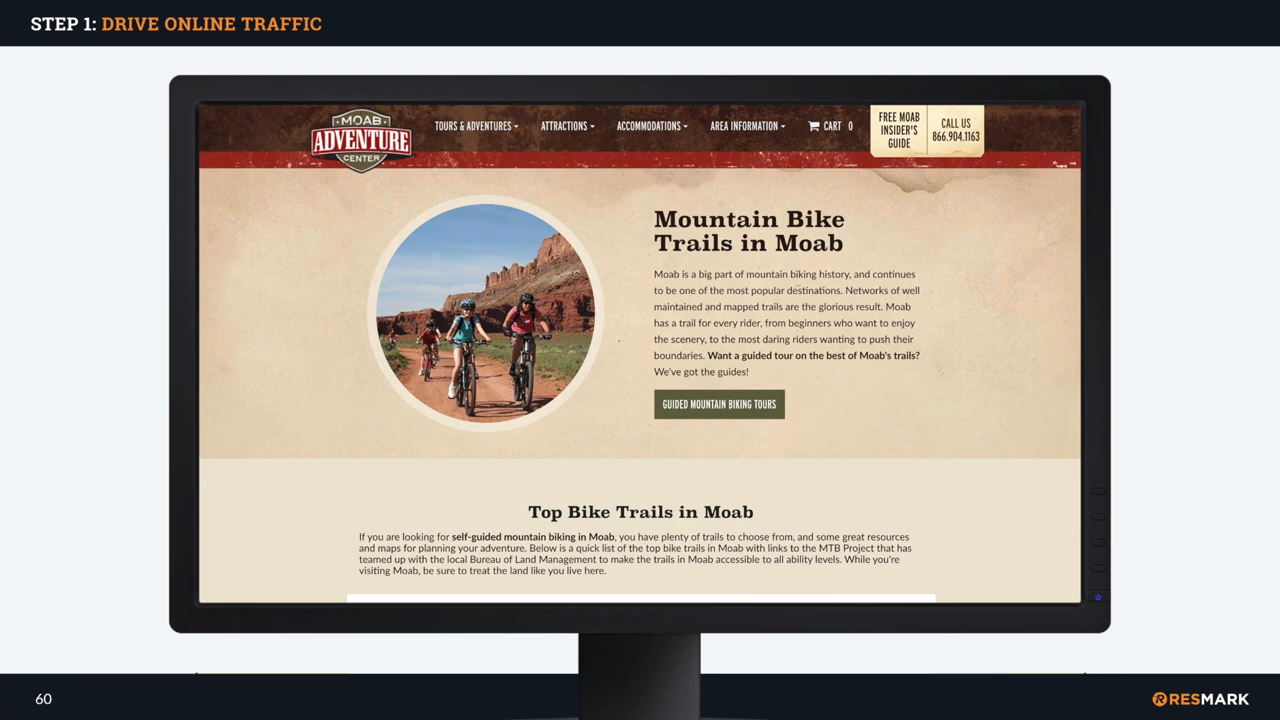 STEP 1: DRIVE ONLINE TRAFFIC
MOAB
ADVENTURE
CENTER
TOURS & ADVENTURES
ATTRACTIONS
ACCOMMODATIONS
AREA INFORMATION
CART 0
FREE MOAB
INSIDER'S
GUIDE
CALL US
866.904.1163
Mountain Bike
Trails in Moab
Moab is a big part of mountain biking history, and continues
to be one of the most popular destinations. Networks of well
maintained and mapped trails are the glorious result. Moab
has a trail for every rider, from beginners who want to enjoy
the scenery, to the most daring riders wanting to push their
boundaries. Want a guided tour on the best of Moab's trails?
We've got the guides!
GUIDED MOUNTAIN BIKING TOURS
Top Bike Trails in Moab
If you are looking for self-guided mountain biking in Moab, you have plenty of trails to choose from, and some great resources
and maps for planning your adventure. Below is a quick list of the top bike trails in Moab with links to the MTB Project that has
teamed up with the local Bureau of Land Management to make the trails in Moab accessible to all ability levels. While you're
visiting Moab, be sure to treat the land like you live here.
60
RESMARK